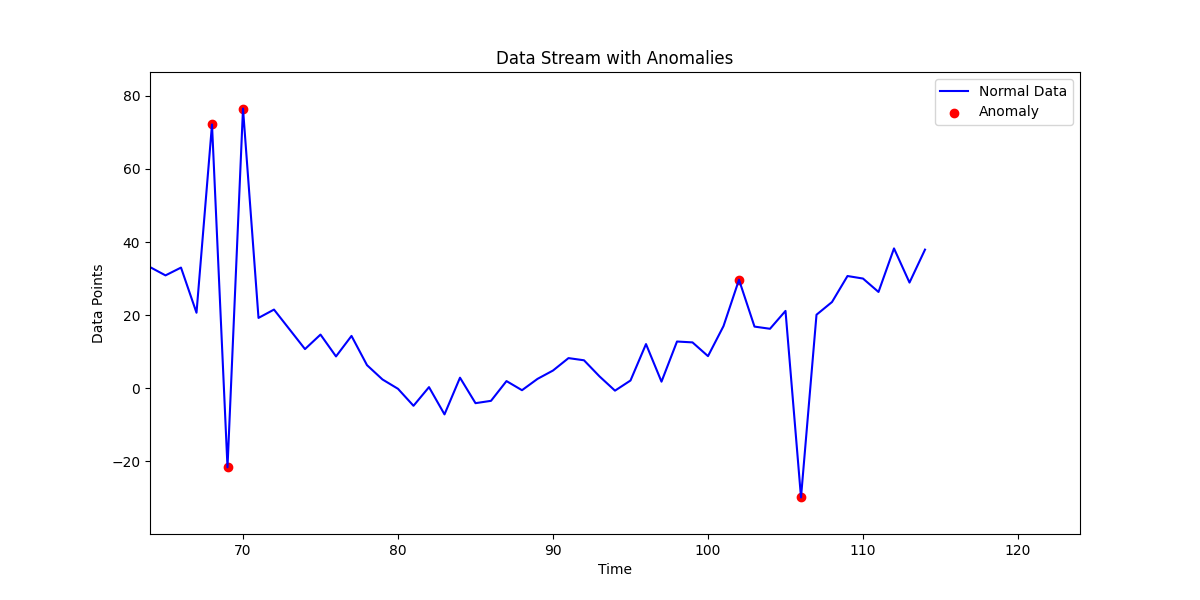 Data Stream with Anomalies
Normal Data
Anomaly
80
60
40
20
0
−20
Data Points
70
80
90
100
110
120
Time